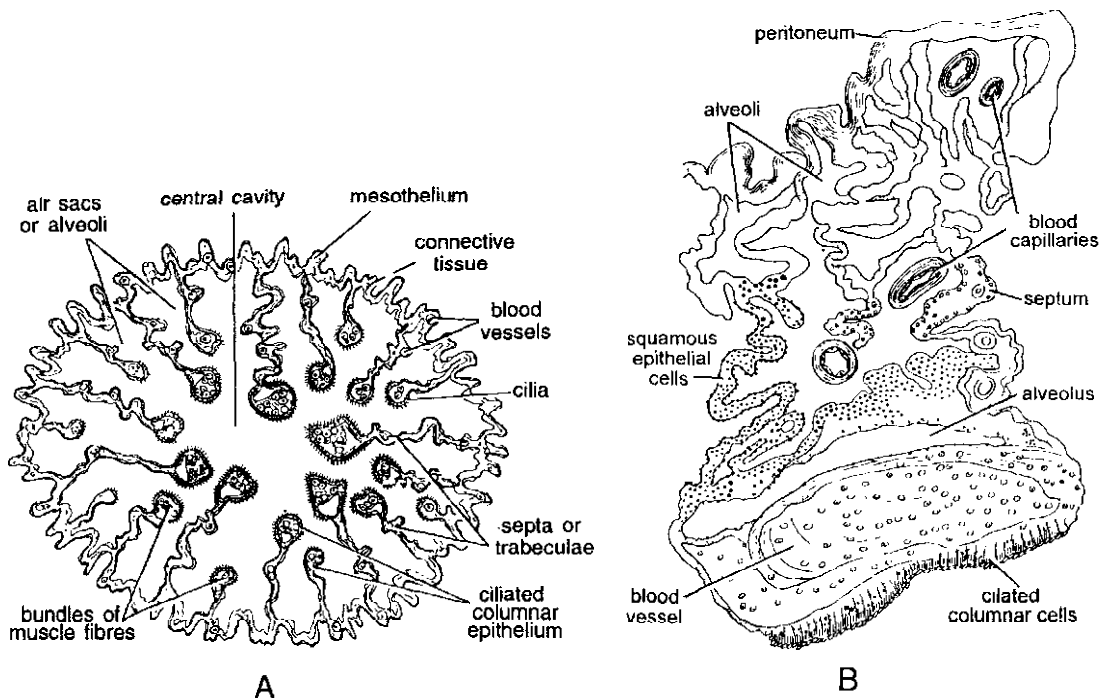 air sacs
or alveoli
central cavity
mesothelium
connective
tissue
blood
vessels
cilia
septa or
trabeculae
ciliated
columnar
epithelium
bundles of
muscle fibres
A
peritoneum
alveoli
blood
capillaries
septum
squamous
epithelial
cells
alveolus
blood
vessel
cilated
columnar cells
B